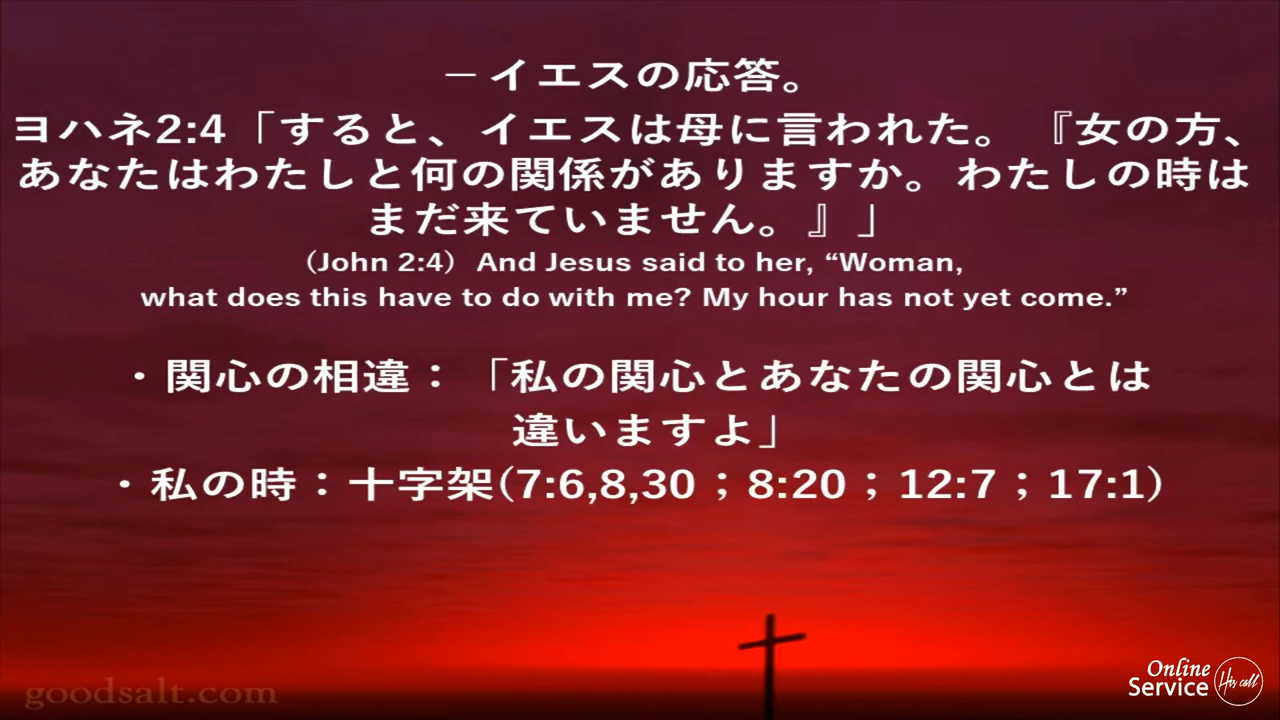 －イエスの応答。
ヨハネ2:4「すると、イエスは母に言われた。 『女の方、
あなたはわたしと何の関係がありますか。わたしの時は
まだ来ていません。』」
（John 2:4） And Jesus said to her, “Woman,
what does this have to do with me? My hour has not yet come.”
・関心の相違：「私の関心とあなたの関心とは
違いますよ」
・私の時：十字架(7:6,8,30；8:20；12:7；17:1)
goodsalt.com
Online
Service
His call